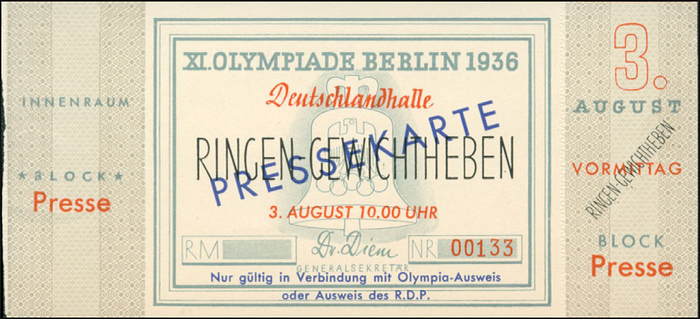 INNENRAUM
*BLOCK*
Presse
XI. OLYMPIADE BERLIN 1936
Deutschlandhalle
RINGEN-GEWICHTHEBEN
PRESSEKARTE
3. AUGUST 10.00 UHR
RM
Dr. Diem
NR 00133
GENERALSEKRETÄR
Nur gültig in Verbindung mit Olympia-Ausweis
oder Ausweis des R.D.P.
3.
AUGUST
VORMITTAG
RINGEN-GEWICHTHEBEN
BLOCK
Presse